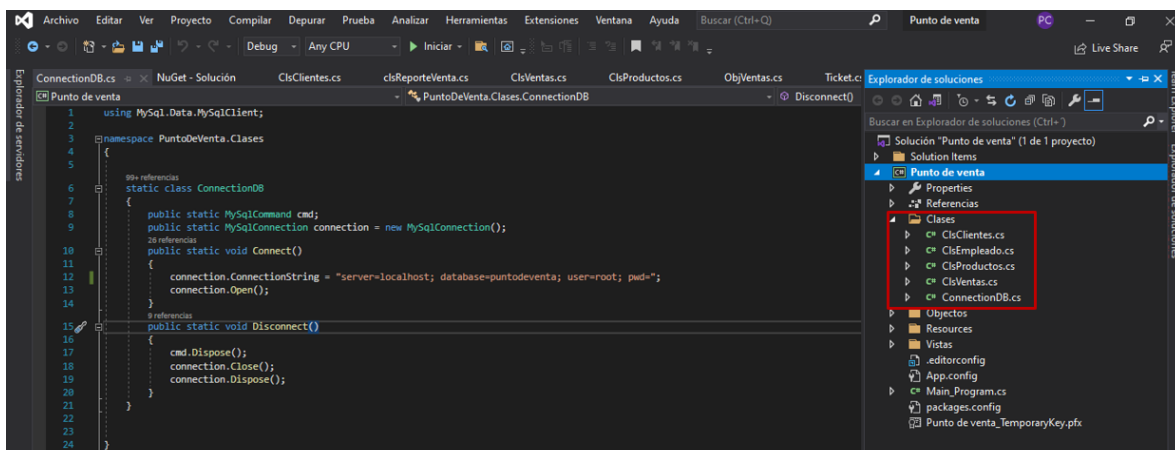 Archivo Editar Ver Proyecto Compilar Depurar Prueba Analizar Herramientas Extensiones Ventana Ayuda Buscar (Ctrl+Q) Punto de venta PC
Debug Any CPU Iniciar Live Share
ConnectionDB.cs NuGet - Solución ClsClientes.cs clsReporteVenta.cs ClsVentas.cs ClsProductos.cs ObjVentas.cs Ticket.c
Punto de venta PuntoDeVenta.Clases.ConnectionDB Disconnect()
Explorador de servidores
1 using MySql.Data.MySqlClient;
2
3 namespace PuntoDeVenta.Clases
4 {
5
99+ referencias
6 static class ConnectionDB
7 {
8 public static MySqlCommand cmd;
9 public static MySqlConnection connection = new MySqlConnection();
26 referencias
10 public static void Connect()
11 {
12 connection.ConnectionString = "server=localhost; database=puntodeventa; user=root; pwd=";
13 connection.Open();
14 }
9 referencias
15 public static void Disconnect()
16 {
17 cmd.Dispose();
18 connection.Close();
19 connection.Dispose();
20 }
21 }
22
23
24 }
Explorador de soluciones
Buscar en Explorador de soluciones (Ctrl+´)
Solución "Punto de venta" (1 de 1 proyecto)
Solution Items
C# Punto de venta
Properties
Referencias
Clases
C# ClsClientes.cs
C# ClsEmpleado.cs
C# ClsProductos.cs
C# ClsVentas.cs
C# ConnectionDB.cs
Objectos
Resources
Vistas
.editorconfig
App.config
C# Main_Program.cs
packages.config
Punto de venta_TemporaryKey.pfx